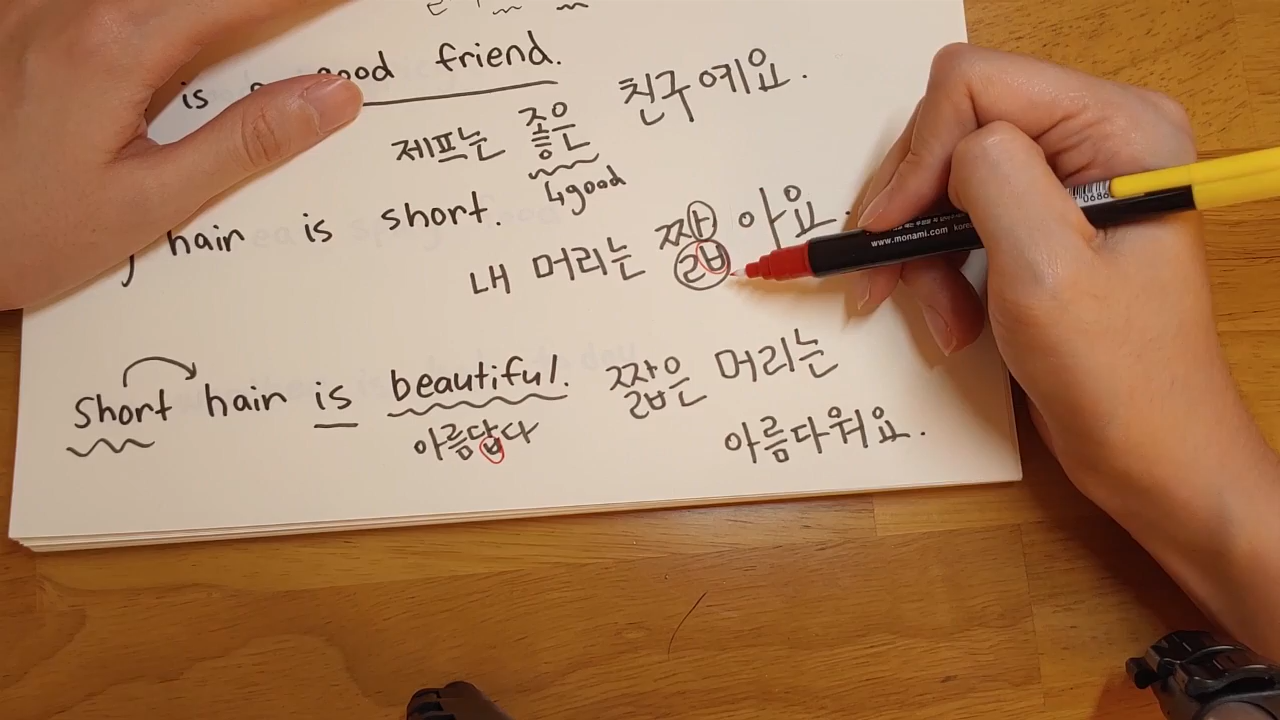 is good friend.
제프는 좋은 친구예요.
↳good
hair is short.
내 머리는 짧아요.
Short hair is beautiful. 짧은 머리는
아름답다 아름다워요.
www.monami.com